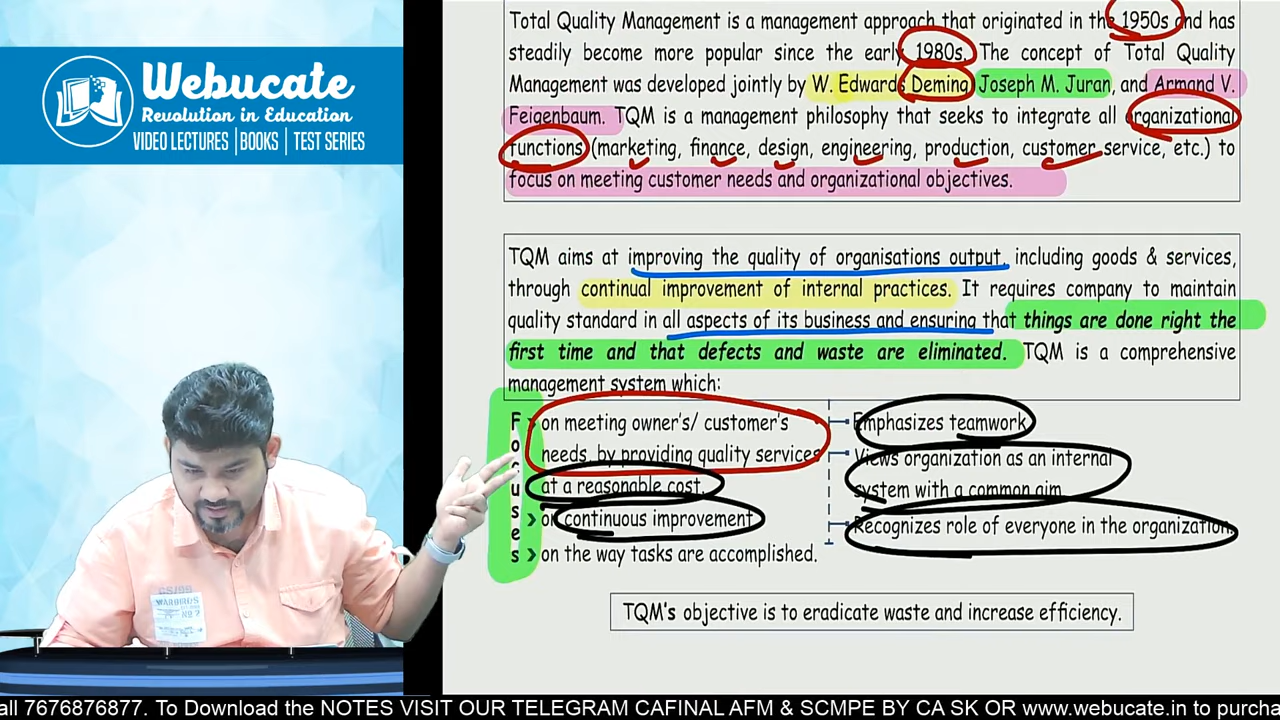 Webucate
Revolution in Education
VIDEO LECTURES | BOOKS | TEST SERIES
Total Quality Management is a management approach that originated in the 1950s and has
steadily become more popular since the early 1980s. The concept of Total Quality
Management was developed jointly by W. Edwards Deming, Joseph M. Juran, and Armand V.
Feigenbaum. TQM is a management philosophy that seeks to integrate all organizational
functions (marketing, finance, design, engineering, production, customer service, etc.) to
focus on meeting customer needs and organizational objectives.
TQM aims at improving the quality of organisations output, including goods & services,
through continual improvement of internal practices. It requires company to maintain
quality standard in all aspects of its business and ensuring that things are done right the
first time and that defects and waste are eliminated. TQM is a comprehensive
management system which:
Focuses
on meeting owner's/ customer's
needs, by providing quality services
at a reasonable cost.
on continuous improvement
on the way tasks are accomplished.
Emphasizes teamwork
Views organization as an internal
system with a common aim
Recognizes role of everyone in the organization.
TQM's objective is to eradicate waste and increase efficiency.
CS/06
WARBIRDS
NO 7
all 7676876877. To Download the NOTES VISIT OUR TELEGRAM CAFINAL AFM & SCMPE BY CA SK OR www.webucate.in to purcha